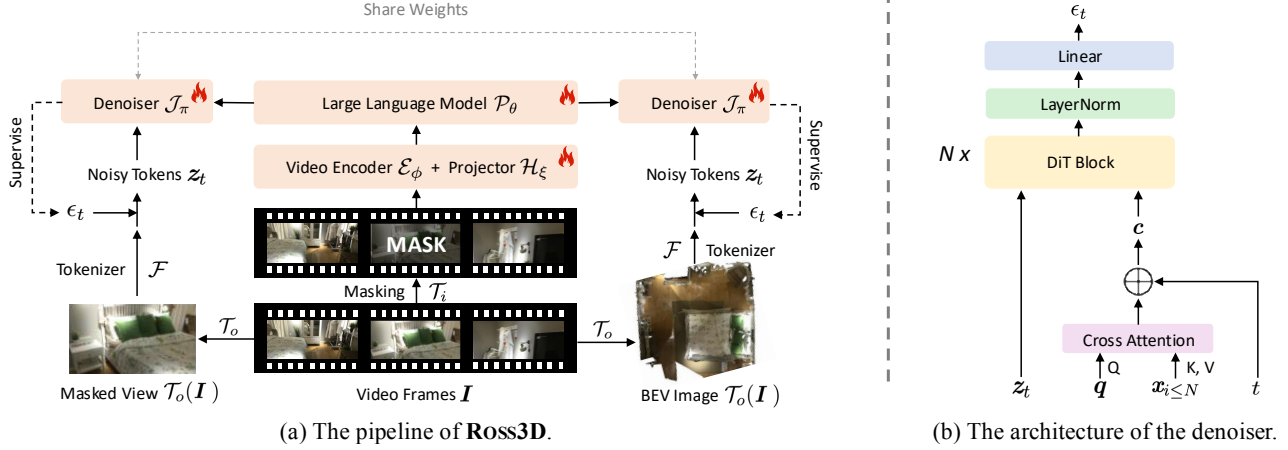 Share Weights
Denoiser 𝒥_π
Large Language Model 𝒫_θ
Denoiser 𝒥_π
Supervise
Supervise
Video Encoder ℰ_ϕ + Projector ℋ_ξ
Noisy Tokens z_t
Noisy Tokens z_t
ϵ_t
ϵ_t
MASK
Tokenizer ℱ
ℱ Tokenizer
Masking 𝒯_i
𝒯_o
𝒯_o
Masked View 𝒯_o(I)
Video Frames I
BEV Image 𝒯_o(I)
(a) The pipeline of ROSS3D.
ϵ_t
Linear
LayerNorm
N x
DiT Block
c
Cross Attention
Q
K, V
z_t
q
x_{i≤N}
t
(b) The architecture of the denoiser.